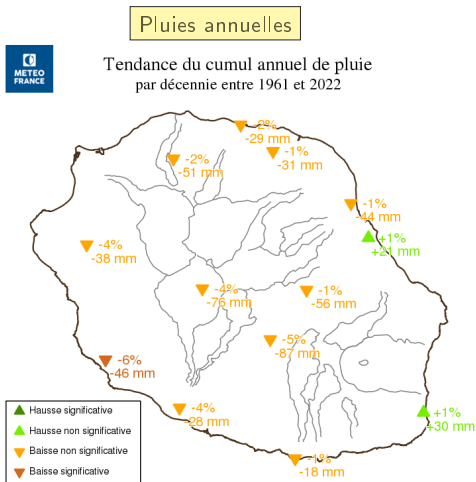 Pluies annuelles
METEO
FRANCE
Tendance du cumul annuel de pluie
par décennie entre 1961 et 2022
-2%
-29 mm
-1%
-31 mm
-2%
-51 mm
-1%
-44 mm
+1%
+21 mm
-4%
-38 mm
-4%
-76 mm
-1%
-56 mm
-5%
-87 mm
-6%
-46 mm
-4%
-28 mm
+1%
+30 mm
-1%
-18 mm
Hausse significative
Hausse non significative
Baisse non significative
Baisse significative